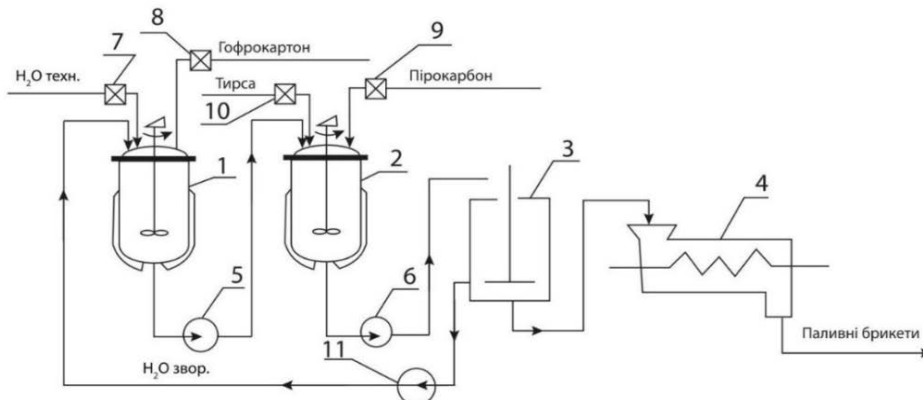 8
7
Гофрокартон
9
H₂O техн.
Тирса
Пірокарбон
10
1
2
3
4
5
6
Паливні брикети
11
H₂O звор.